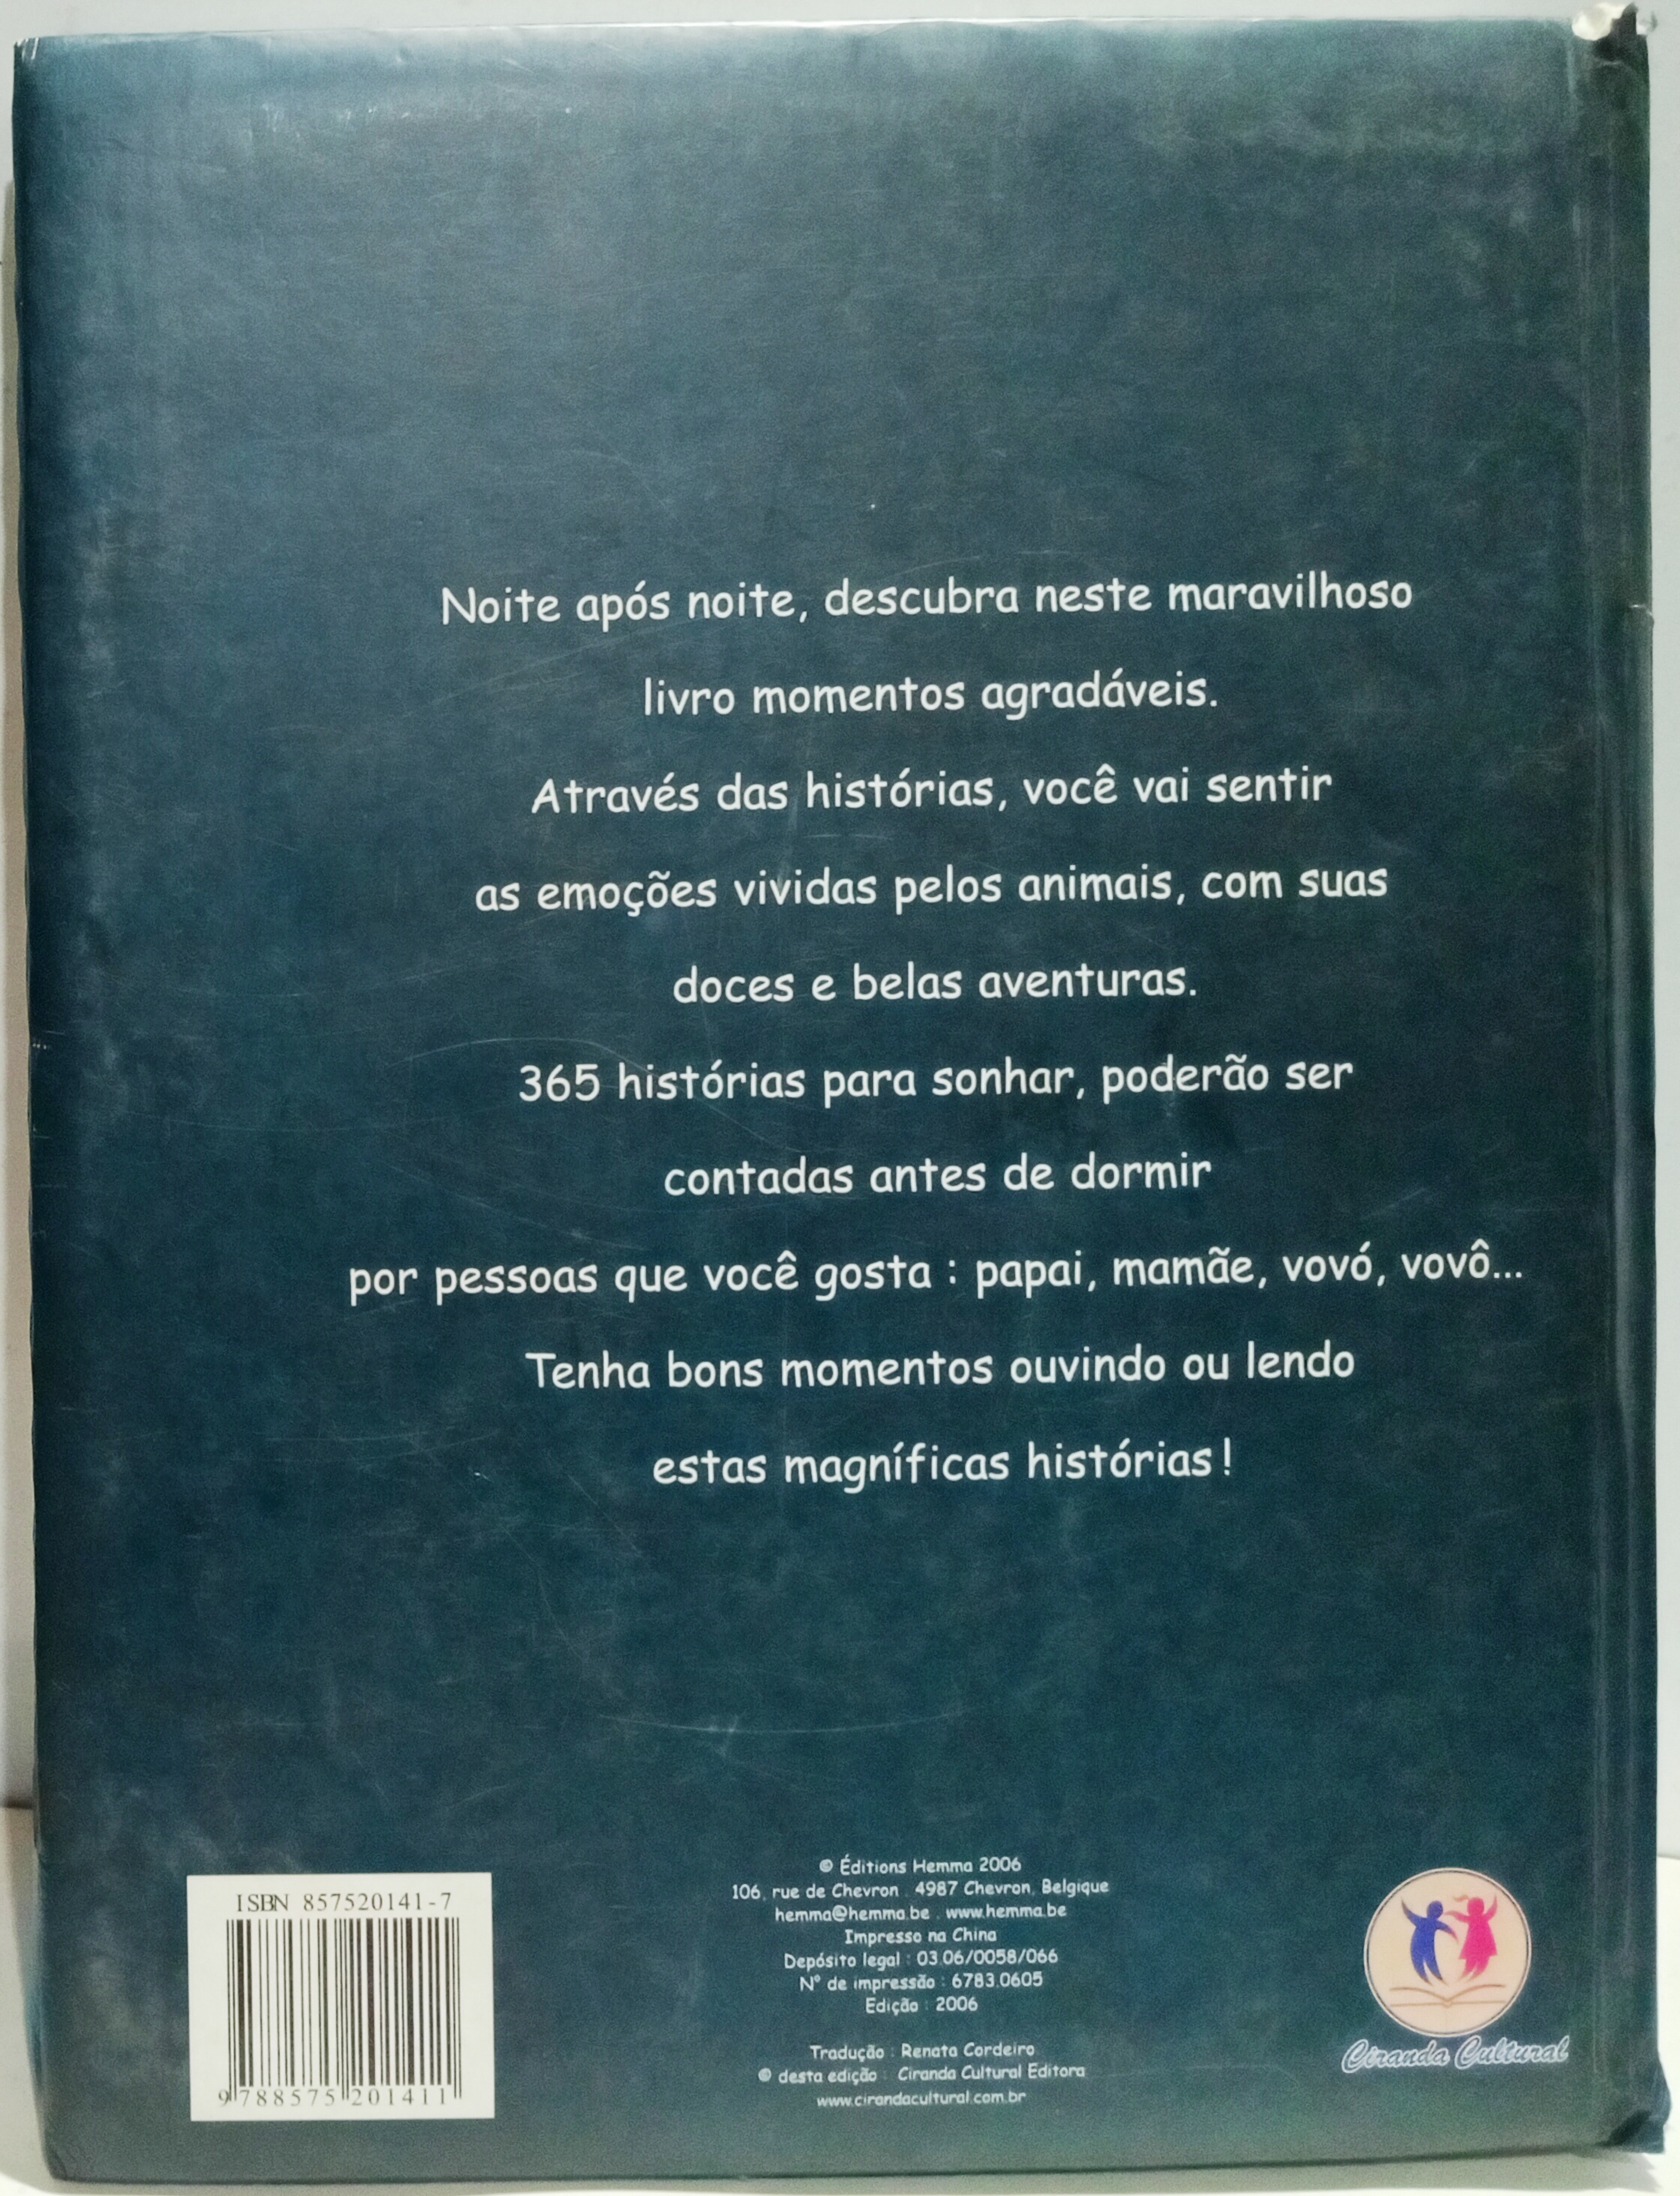 Noite após noite, descubra neste maravilhoso
livro momentos agradáveis.
Através das histórias, você vai sentir
as emoções vividas pelos animais, com suas
doces e belas aventuras.
365 histórias para sonhar, poderão ser
contadas antes de dormir
por pessoas que você gosta : papai, mamãe, vovó, vovô...
Tenha bons momentos ouvindo ou lendo
estas magníficas histórias !
ISBN 857520141-7
9 788575 201411
© Éditions Hemma 2006
106, rue de Chevron . 4987 Chevron, Belgique
hemma@hemma.be . www.hemma.be
Impresso na China
Depósito legal : 03.06/0058/066
N° de impressão : 6783.0605
Edição : 2006
Tradução : Renata Cordeiro
© desta edição : Ciranda Cultural Editora
www.cirandacultural.com.br
Ciranda Cultural